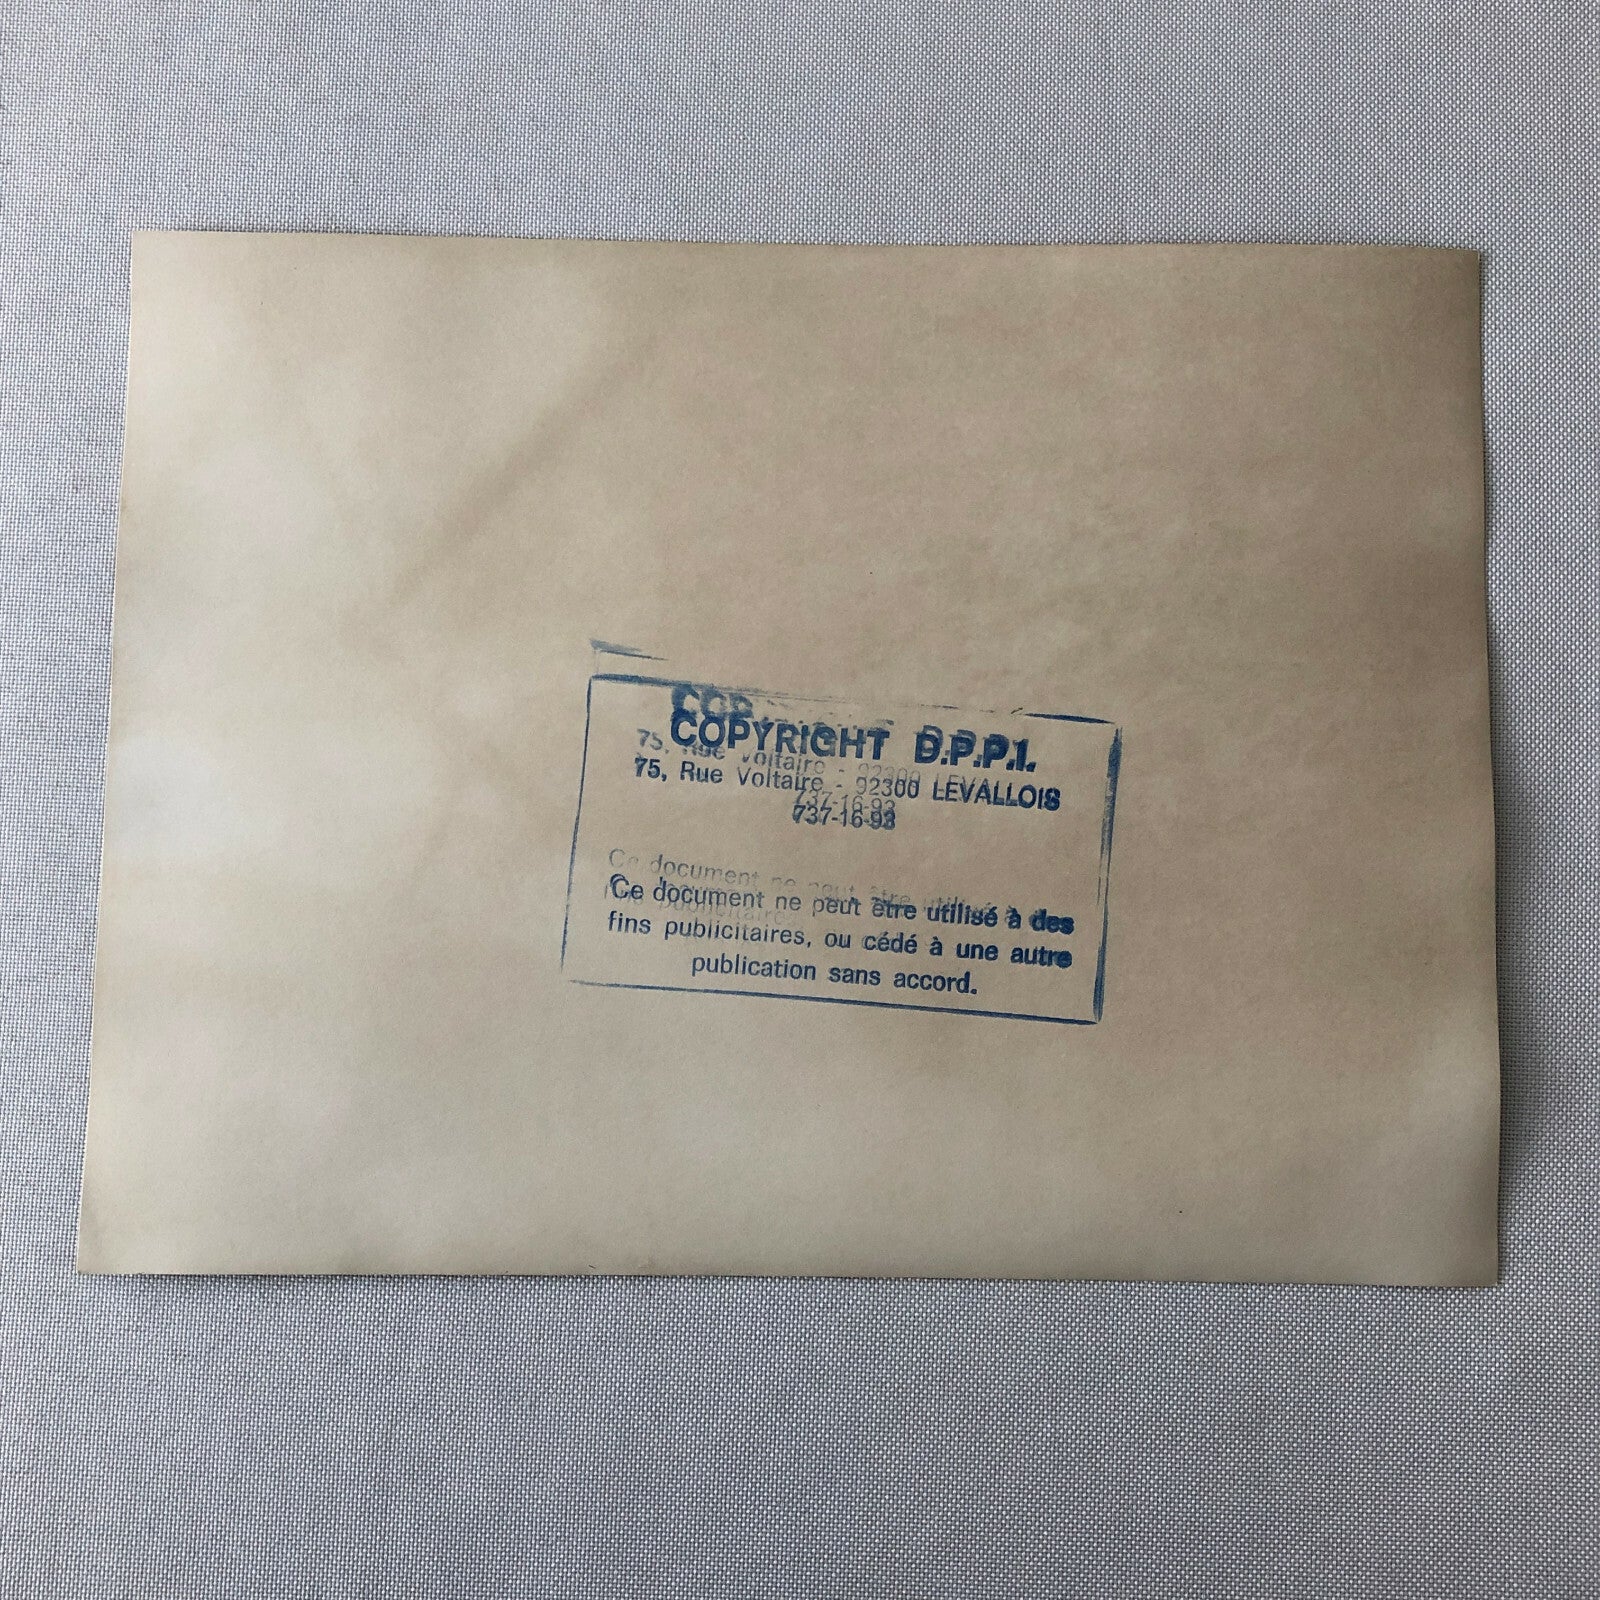 COPYRIGHT D.P.P.I.
75, Rue Voltaire - 92300 LEVALLOIS
737-16-93
Ce document ne peut être utilisé à des
fins publicitaires, ou cédé à une autre
publication sans accord.